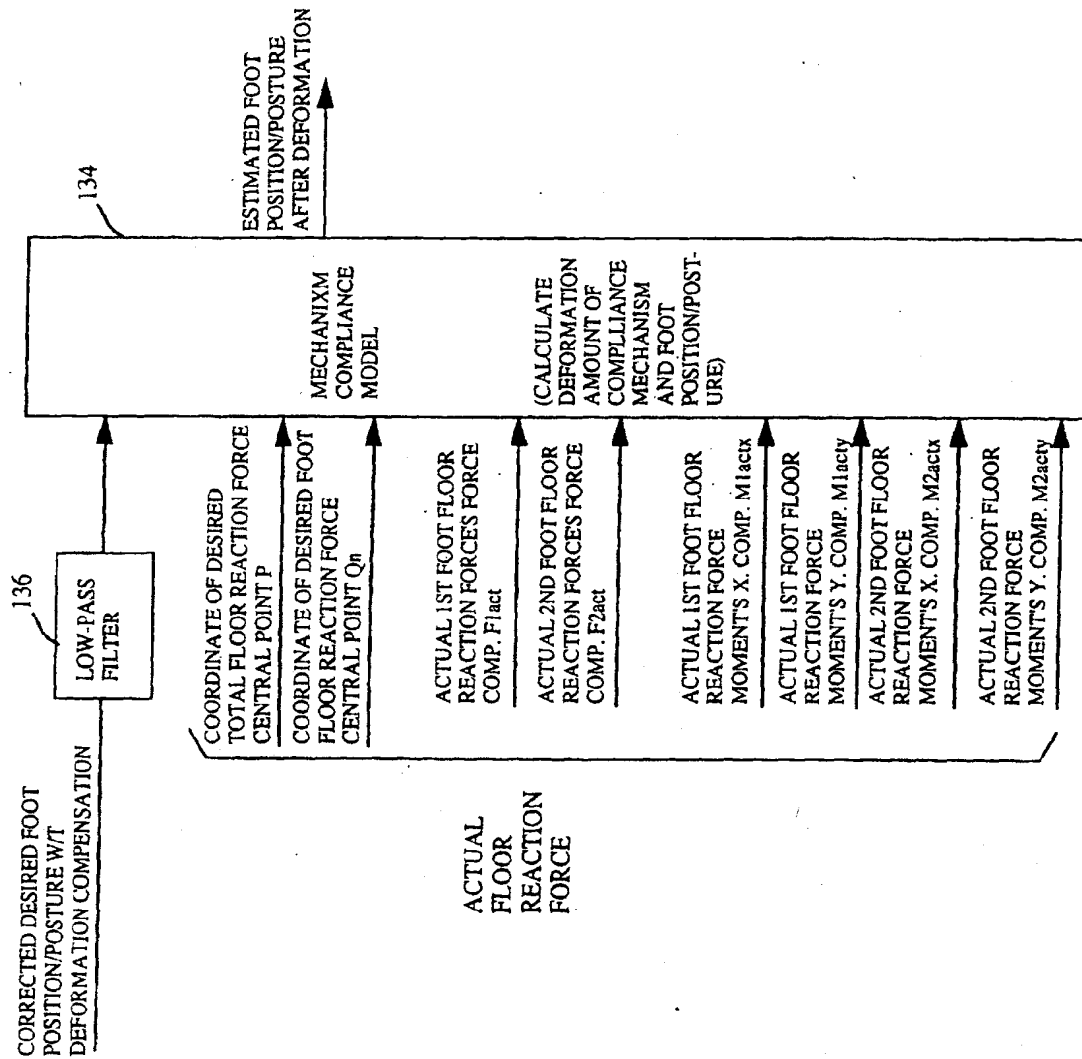 CORRECTED DESIRED FOOT
POSITION/POSTURE W/T
DEFORMATION COMPENSATION
136
LOW-PASS
FILTER
134
ESTIMATED FOOT
POSITION/POSTURE
AFTER DEFORMATION
COORDINATE OF DESIRED
TOTAL FLOOR REACTION FORCE
CENTRAL POINT P
COORDINATE OF DESIRED FOOT
FLOOR REACTION FORCE
CENTRAL POINT Qn
MECHANIXM
COMPLIANCE
MODEL
ACTUAL
FLOOR
REACTION
FORCE
ACTUAL 1ST FOOT FLOOR
REACTION FORCE'S FORCE
COMP. F1act
ACTUAL 2ND FOOT FLOOR
REACTION FORCE'S FORCE
COMP. F2act
(CALCULATE
DEFORMATION
AMOUNT OF
COMPLLIANCE
MECHANISM
AND FOOT
POSITION/POST-
URE)
ACTUAL 1ST FOOT FLOOR
REACTION FORCE
MOMENT'S X. COMP. M1actx
ACTUAL 1ST FOOT FLOOR
REACTION FORCE
MOMENT'S Y. COMP. M1acty
ACTUAL 2ND FOOT FLOOR
REACTION FORCE
MOMENT'S X. COMP. M2actx
ACTUAL 2ND FOOT FLOOR
REACTION FORCE
MOMENT'S Y. COMP. M2acty